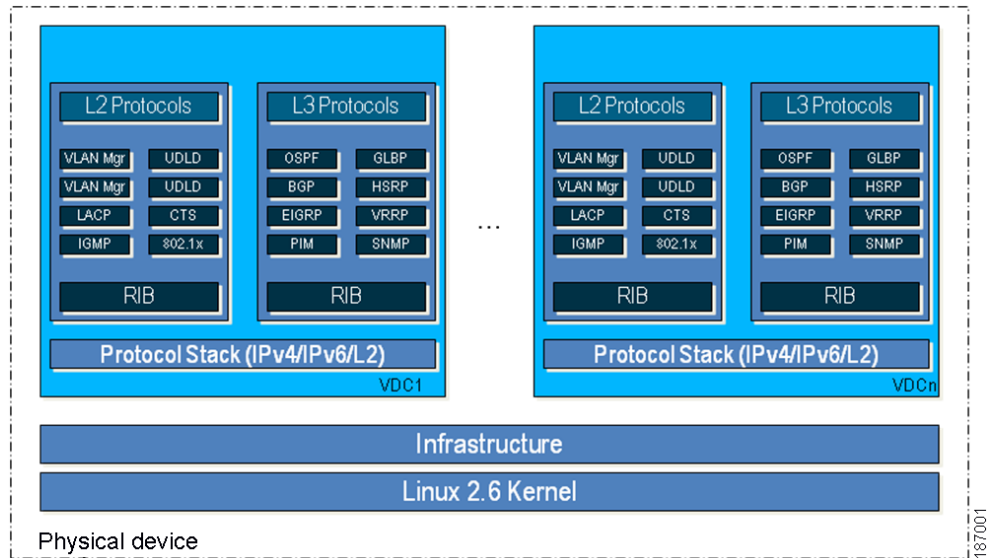 L2 Protocols
VLAN Mgr UDLD
VLAN Mgr UDLD
LACP CTS
IGMP 802.1x
RIB
L3 Protocols
OSPF GLBP
BGP HSRP
EIGRP VRRP
PIM SNMP
RIB
Protocol Stack (IPv4/IPv6/L2)
VDC1
...
L2 Protocols
VLAN Mgr UDLD
VLAN Mgr UDLD
LACP CTS
IGMP 802.1x
RIB
L3 Protocols
OSPF GLBP
BGP HSRP
EIGRP VRRP
PIM SNMP
RIB
Protocol Stack (IPv4/IPv6/L2)
VDCn
Infrastructure
Linux 2.6 Kernel
Physical device
187001